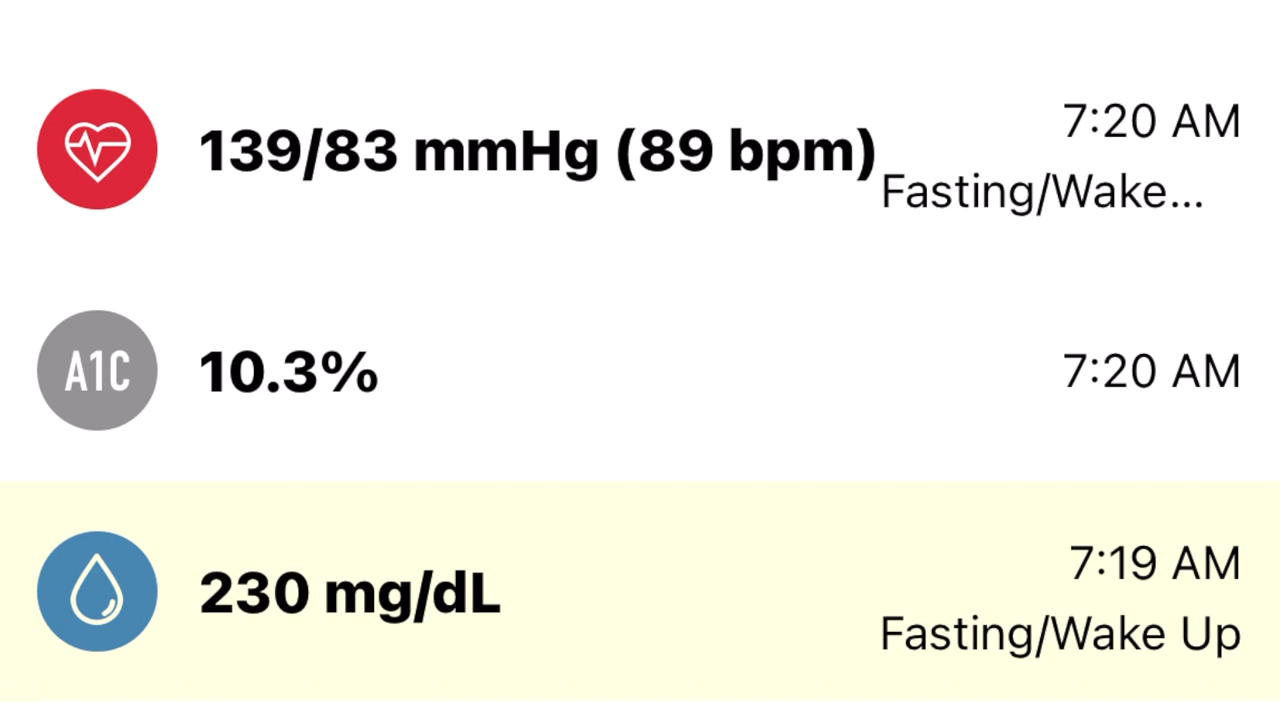 139/83 mmHg (89 bpm)
7:20 AM
Fasting/Wake...
A1C
10.3%
7:20 AM
230 mg/dL
7:19 AM
Fasting/Wake Up